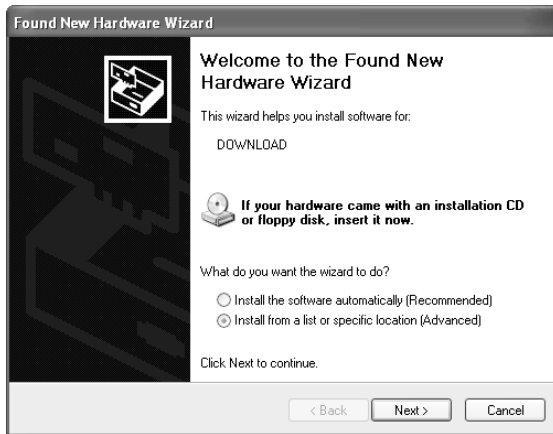 Found New Hardware Wizard
Welcome to the Found New
Hardware Wizard
This wizard helps you install software for:
DOWNLOAD
If your hardware came with an installation CD
or floppy disk, insert it now.
What do you want the wizard to do?
Install the software automatically (Recommended)
Install from a list or specific location (Advanced)
Click Next to continue.
< Back Next > Cancel